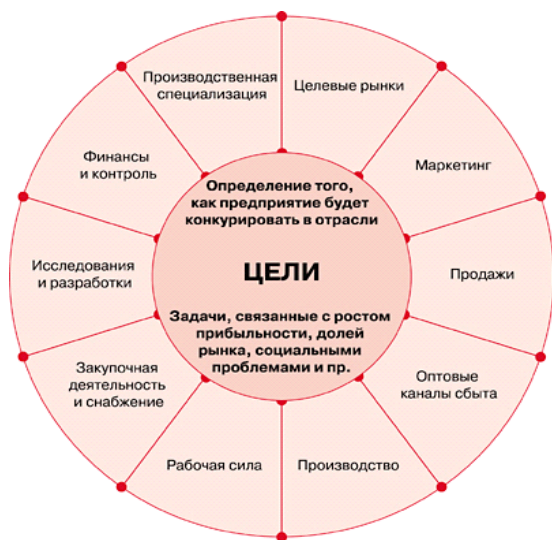 Производственная
специализация
Целевые рынки
Маркетинг
Продажи
Оптовые
каналы сбыта
Производство
Рабочая сила
Закупочная
деятельность
и снабжение
Исследования
и разработки
Финансы
и контроль
Определение того,
как предприятие будет
конкурировать в отрасли
ЦЕЛИ
Задачи, связанные с ростом
прибыльности, долей
рынка, социальными
проблемами и пр.